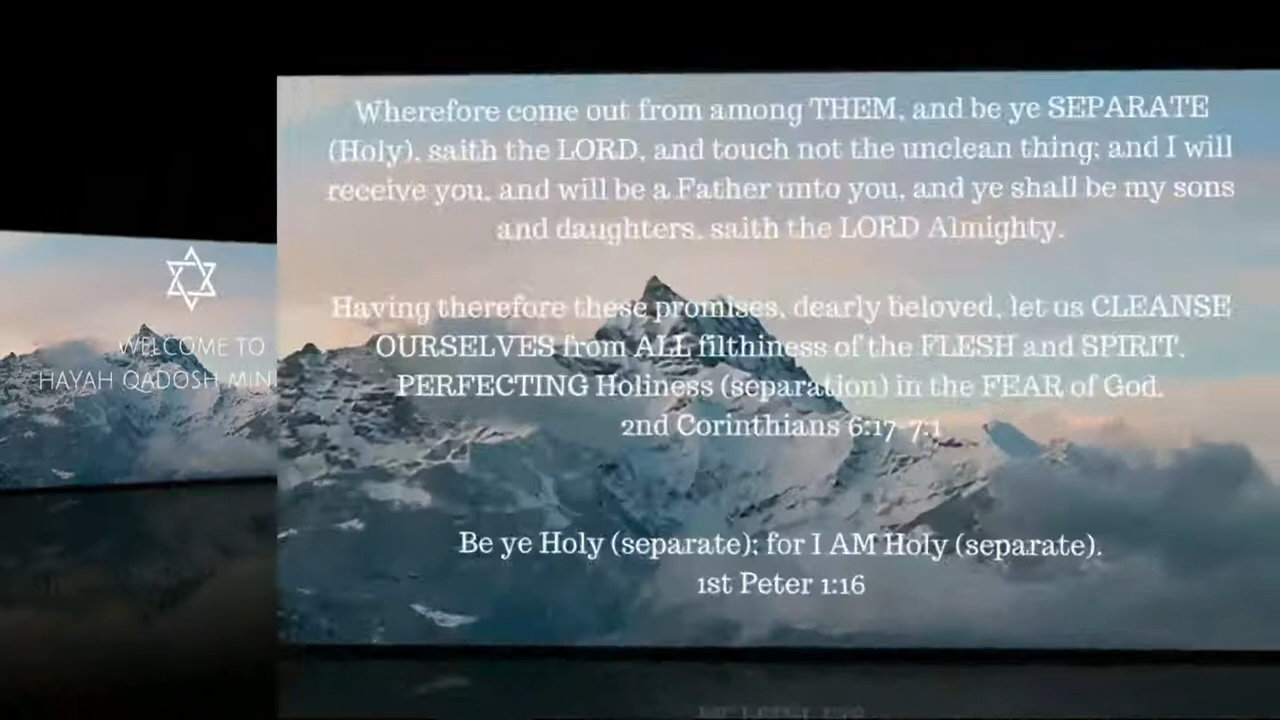 WELCOME TO
HAYAH QADOSH MIN
Wherefore come out from among THEM, and be ye SEPARATE
(Holy), saith the LORD, and touch not the unclean thing; and I will
receive you, and will be a Father unto you, and ye shall be my sons
and daughters, saith the LORD Almighty.
Having therefore these promises, dearly beloved, let us CLEANSE
OURSELVES from ALL filthiness of the FLESH and SPIRIT,
PERFECTING Holiness (separation) in the FEAR of God.
2nd Corinthians 6:17-7:1
Be ye Holy (separate); for I AM Holy (separate).
1st Peter 1:16